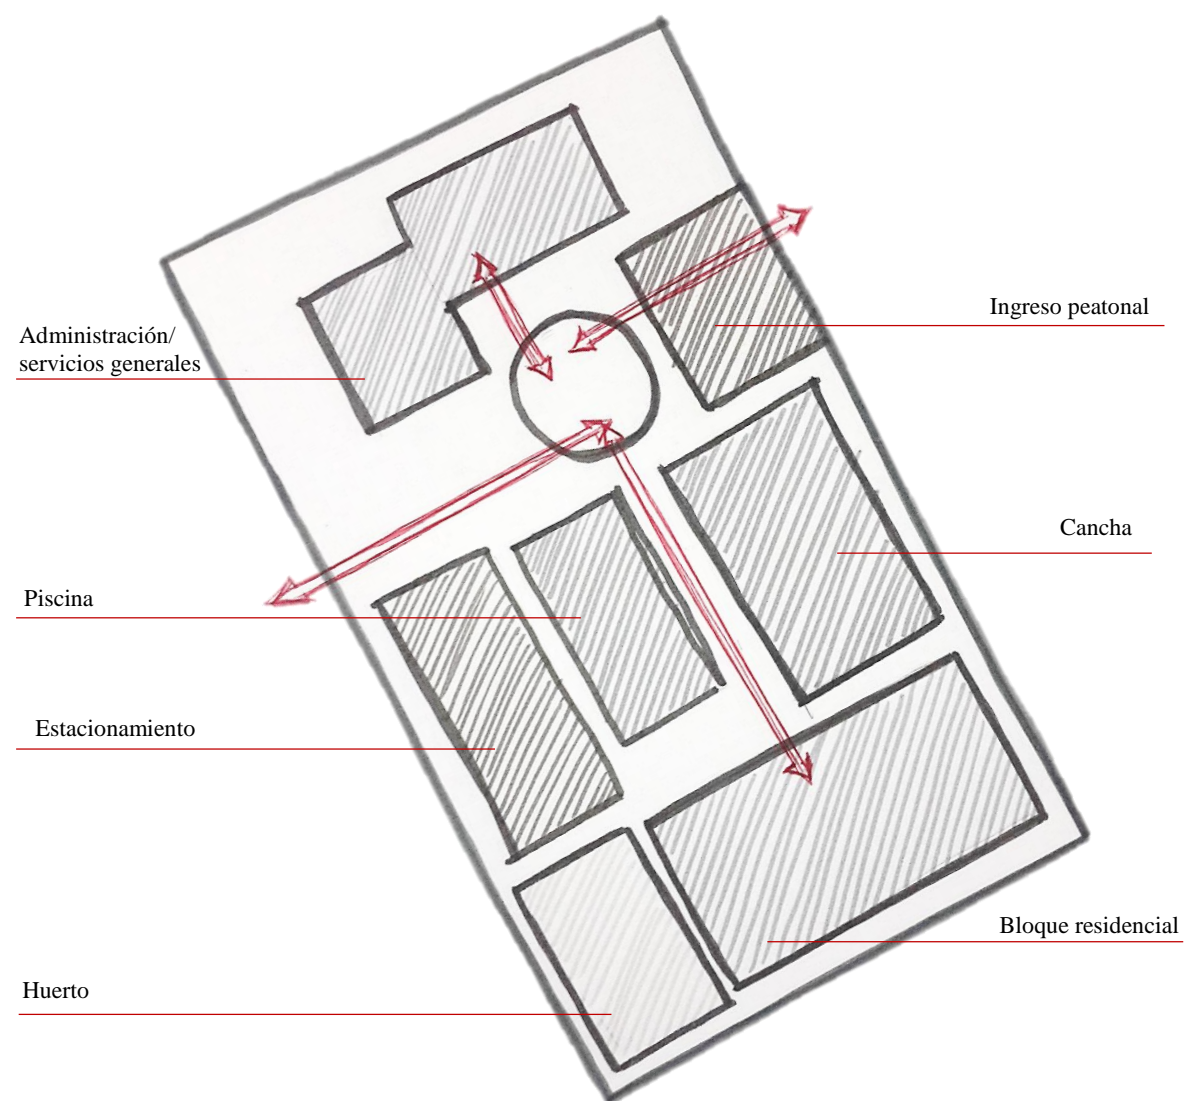 Ingreso peatonal
Administración/
servicios generales
Cancha
Piscina
Estacionamiento
Bloque residencial
Huerto